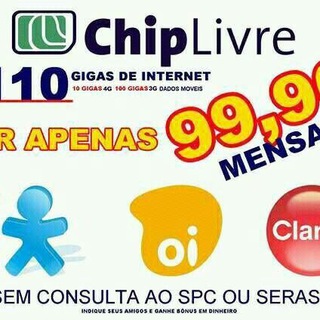 ChipLivre
110
GIGAS DE INTERNET
10 GIGAS 4G 100 GIGAS 3G DADOS MOVEIS
R APENAS 99,9
MENSA
oi
Clar
SEM CONSULTA AO SPC OU SERAS
INDIQUE SEUS AMIGOS E GANHE BÔNUS EM DINHEIRO